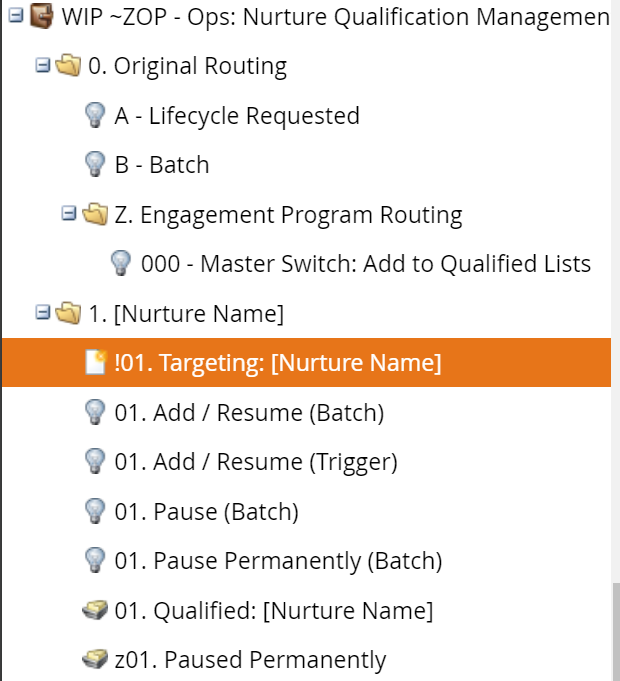 WIP ~ZOP - Ops: Nurture Qualification Managemen
0. Original Routing
A - Lifecycle Requested
B - Batch
Z. Engagement Program Routing
000 - Master Switch: Add to Qualified Lists
1. [Nurture Name]
!01. Targeting: [Nurture Name]
01. Add / Resume (Batch)
01. Add / Resume (Trigger)
01. Pause (Batch)
01. Pause Permanently (Batch)
01. Qualified: [Nurture Name]
z01. Paused Permanently